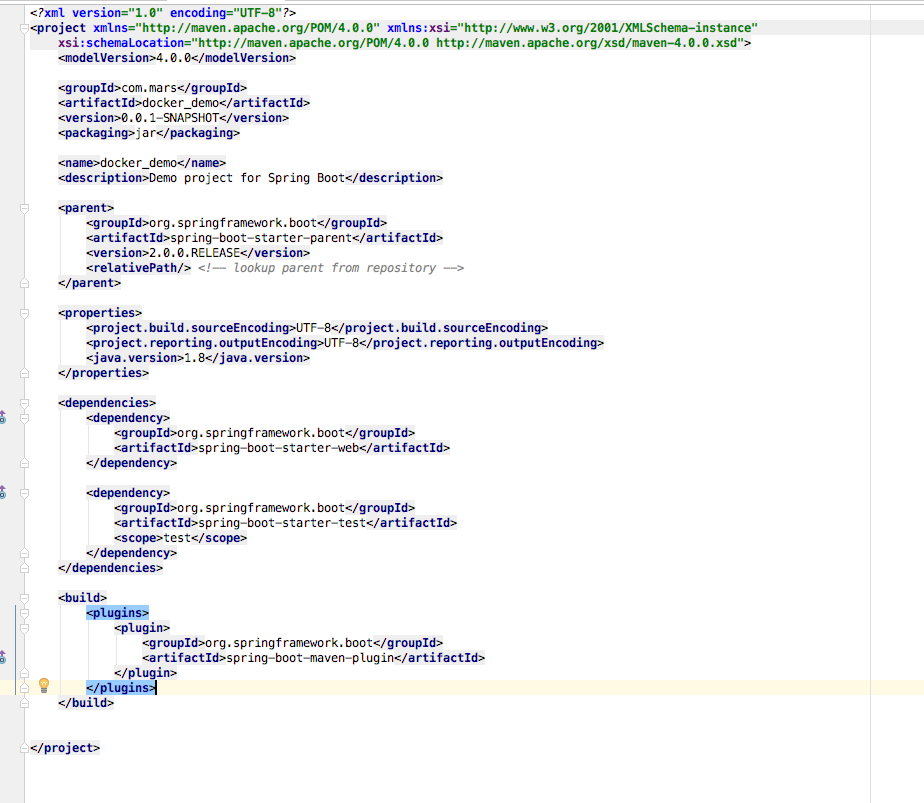 <?xml version="1.0" encoding="UTF-8"?>
<project xmlns="http://maven.apache.org/POM/4.0.0" xmlns:xsi="http://www.w3.org/2001/XMLSchema-instance"
    xsi:schemaLocation="http://maven.apache.org/POM/4.0.0 http://maven.apache.org/xsd/maven-4.0.0.xsd">
    <modelVersion>4.0.0</modelVersion>

    <groupId>com.mars</groupId>
    <artifactId>docker_demo</artifactId>
    <version>0.0.1-SNAPSHOT</version>
    <packaging>jar</packaging>

    <name>docker_demo</name>
    <description>Demo project for Spring Boot</description>

    <parent>
        <groupId>org.springframework.boot</groupId>
        <artifactId>spring-boot-starter-parent</artifactId>
        <version>2.0.0.RELEASE</version>
        <relativePath/> <!-- lookup parent from repository -->
    </parent>

    <properties>
        <project.build.sourceEncoding>UTF-8</project.build.sourceEncoding>
        <project.reporting.outputEncoding>UTF-8</project.reporting.outputEncoding>
        <java.version>1.8</java.version>
    </properties>

    <dependencies>
        <dependency>
            <groupId>org.springframework.boot</groupId>
            <artifactId>spring-boot-starter-web</artifactId>
        </dependency>

        <dependency>
            <groupId>org.springframework.boot</groupId>
            <artifactId>spring-boot-starter-test</artifactId>
            <scope>test</scope>
        </dependency>
    </dependencies>

    <build>
        <plugins>
            <plugin>
                <groupId>org.springframework.boot</groupId>
                <artifactId>spring-boot-maven-plugin</artifactId>
            </plugin>
        </plugins>
    </build>


</project>